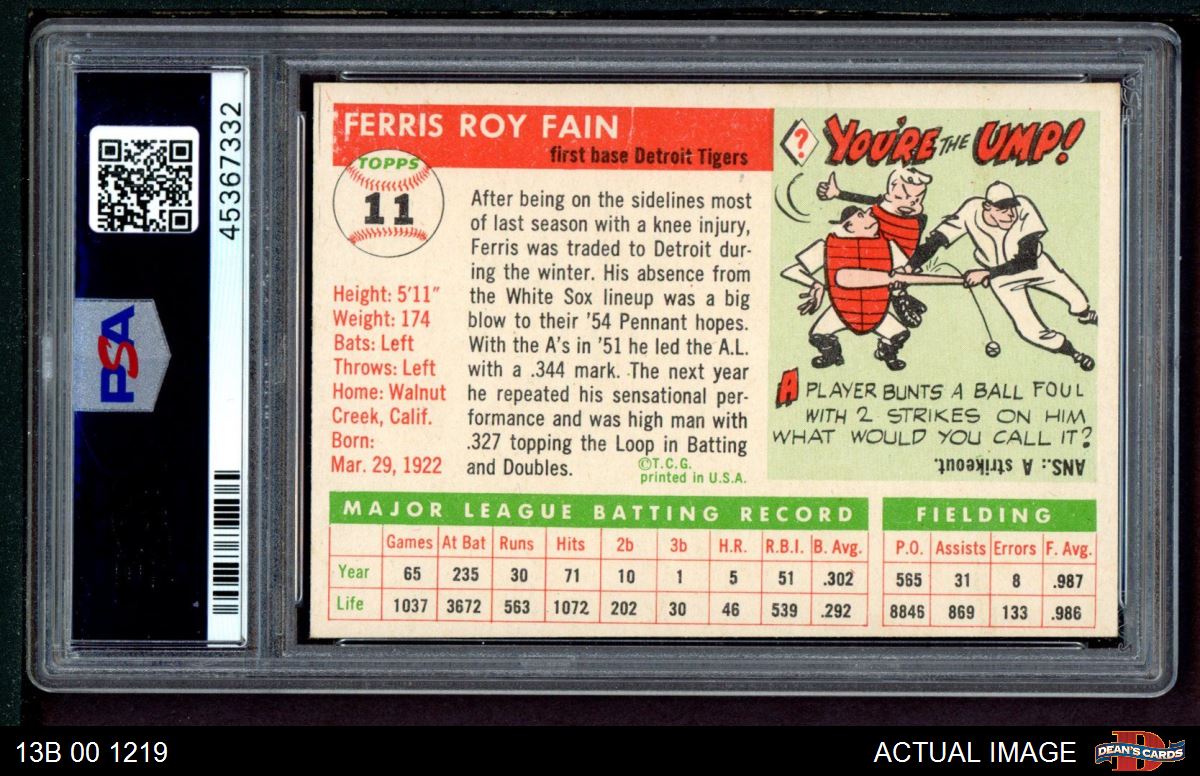 45367332
PSA
FERRIS ROY FAIN
first base Detroit Tigers
TOPPS
11
Height: 5'11"
Weight: 174
Bats: Left
Throws: Left
Home: Walnut
Creek, Calif.
Born:
Mar. 29, 1922
After being on the sidelines most
of last season with a knee injury,
Ferris was traded to Detroit dur-
ing the winter. His absence from
the White Sox lineup was a big
blow to their '54 Pennant hopes.
With the A's in '51 he led the A.L.
with a .344 mark. The next year
he repeated his sensational per-
formance and was high man with
.327 topping the Loop in Batting
and Doubles.
©T.C.G.
printed in U.S.A.
?
YOU'RE THE UMP!
A PLAYER BUNTS A BALL FOUL
WITH 2 STRIKES ON HIM
WHAT WOULD YOU CALL IT?
ANS.: A strikeout.
MAJOR LEAGUE BATTING RECORD
Games At Bat Runs Hits 2b 3b H.R. R.B.I. B. Avg.
Year 65 235 30 71 10 1 5 51 .302
Life 1037 3672 563 1072 202 30 46 539 .292
FIELDING
P.O. Assists Errors F. Avg.
565 31 8 .987
8846 869 133 .986
13B 00 1219
ACTUAL IMAGE
DEAN'S CARDS